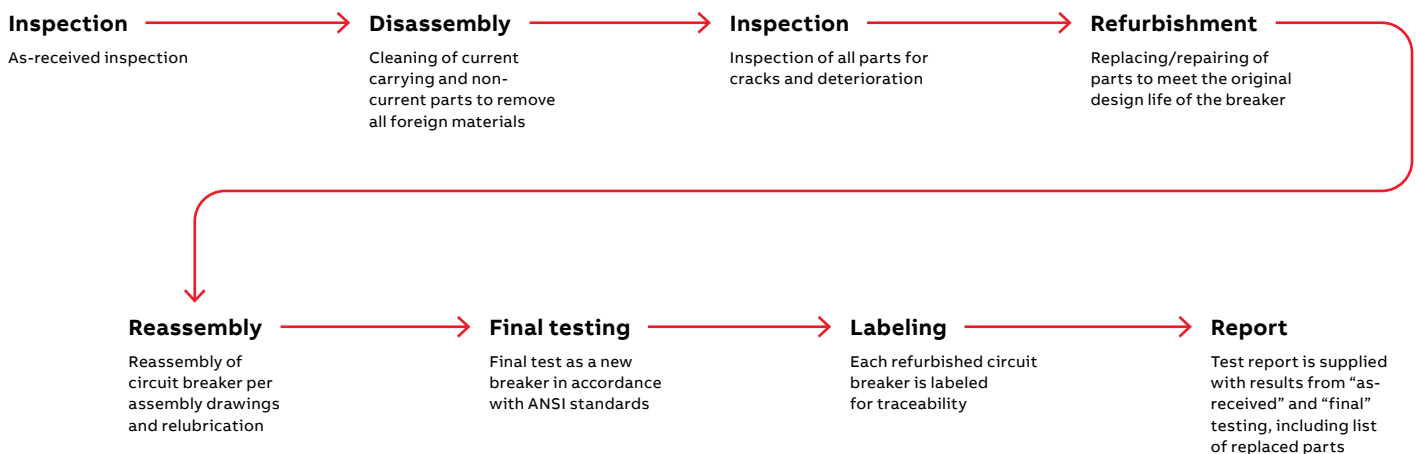 Inspection
As-received inspection
Disassembly
Cleaning of current
carrying and non-
current parts to remove
all foreign materials
Inspection
Inspection of all parts for
cracks and deterioration
Refurbishment
Replacing/repairing of
parts to meet the original
design life of the breaker
Reassembly
Reassembly of
circuit breaker per
assembly drawings
and relubrication
Final testing
Final test as a new
breaker in accordance
with ANSI standards
Labeling
Each refurbished circuit
breaker is labeled
for traceability
Report
Test report is supplied
with results from “as-
received” and “final”
testing, including list
of replaced parts